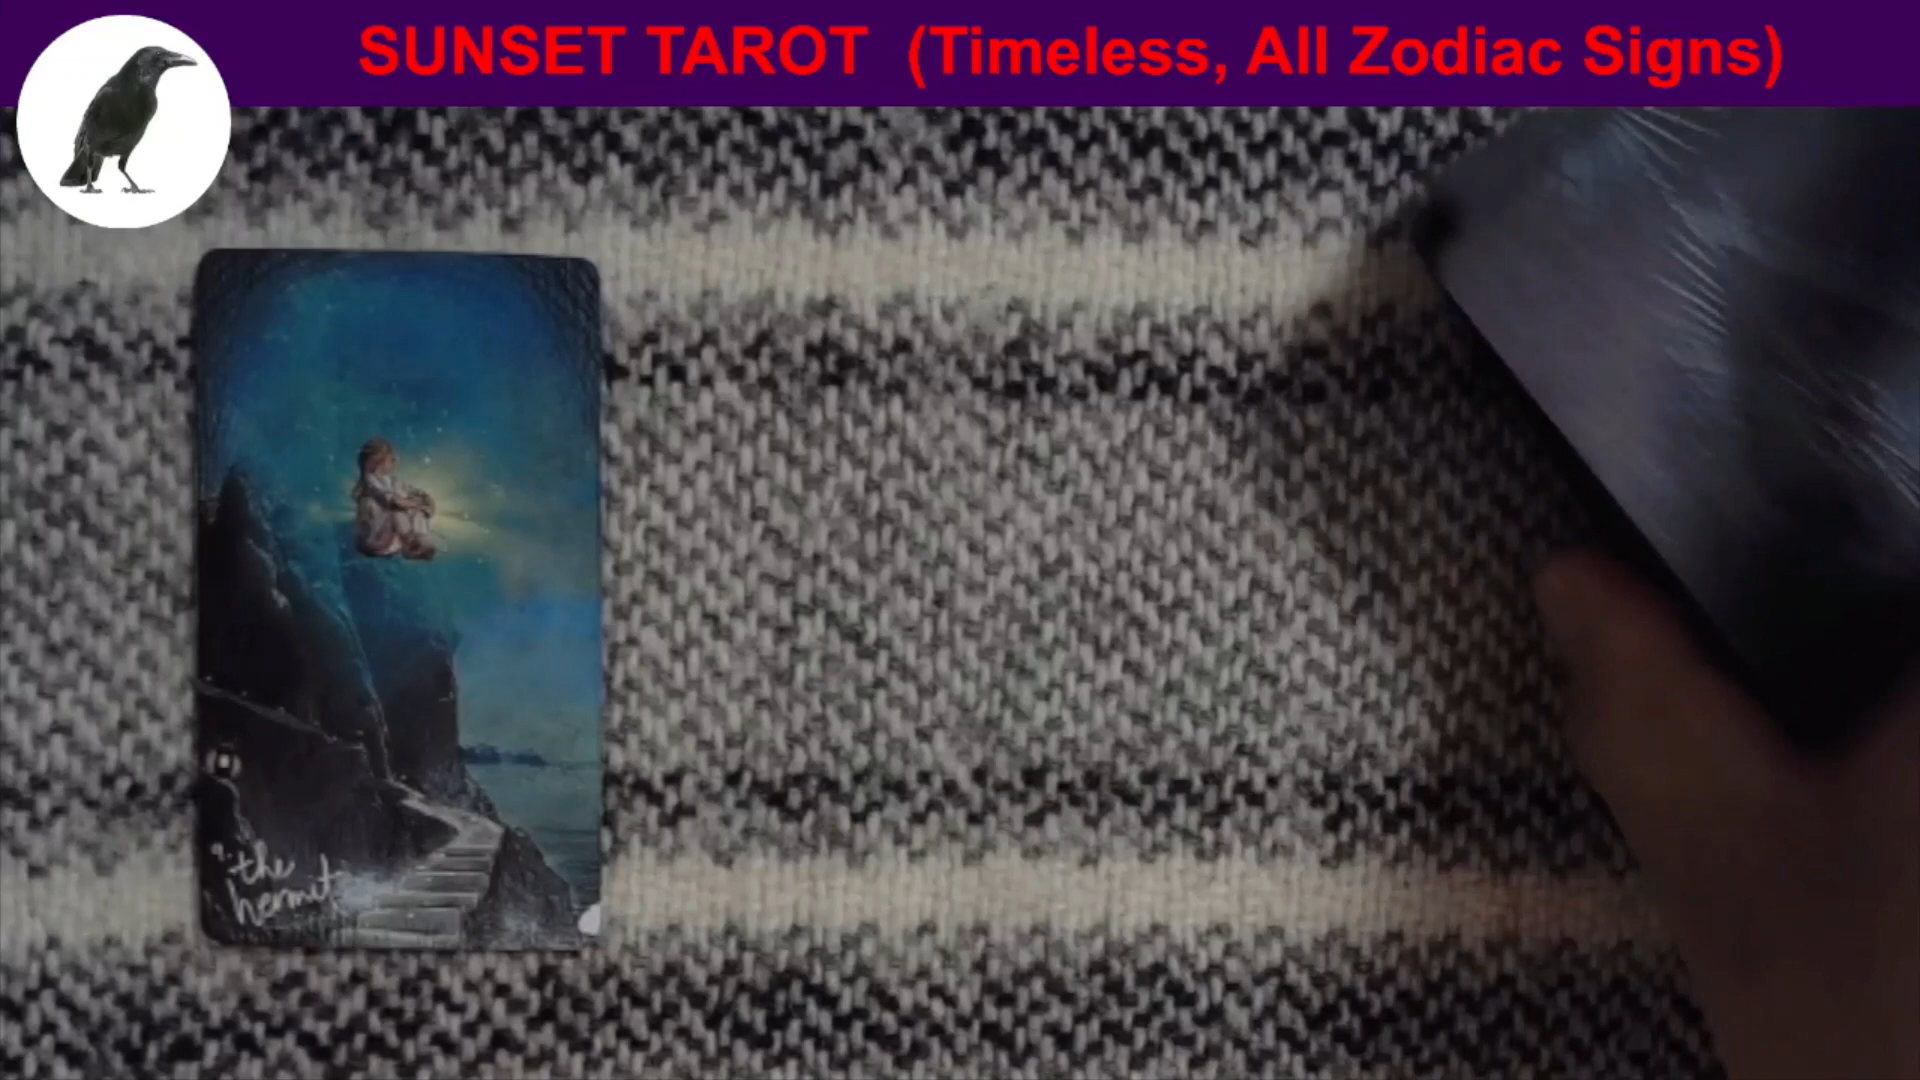 SUNSET TAROT (Timeless, All Zodiac Signs)
9. the
hermit